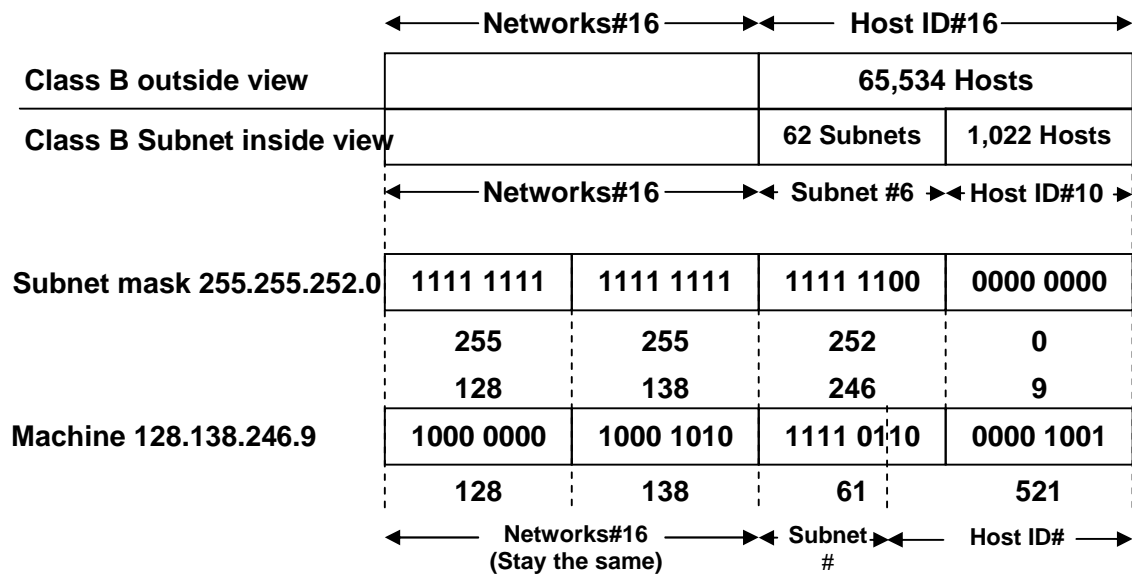 Networks#16 Host ID#16
Class B outside view 65,534 Hosts
Class B Subnet inside view 62 Subnets 1,022 Hosts
Networks#16 Subnet #6 Host ID#10
Subnet mask 255.255.252.0 1111 1111 1111 1111 1111 1100 0000 0000
255 255 252 0
128 138 246 9
Machine 128.138.246.9 1000 0000 1000 1010 1111 0110 0000 1001
128 138 61 521
Networks#16 Subnet Host ID#
(Stay the same) #